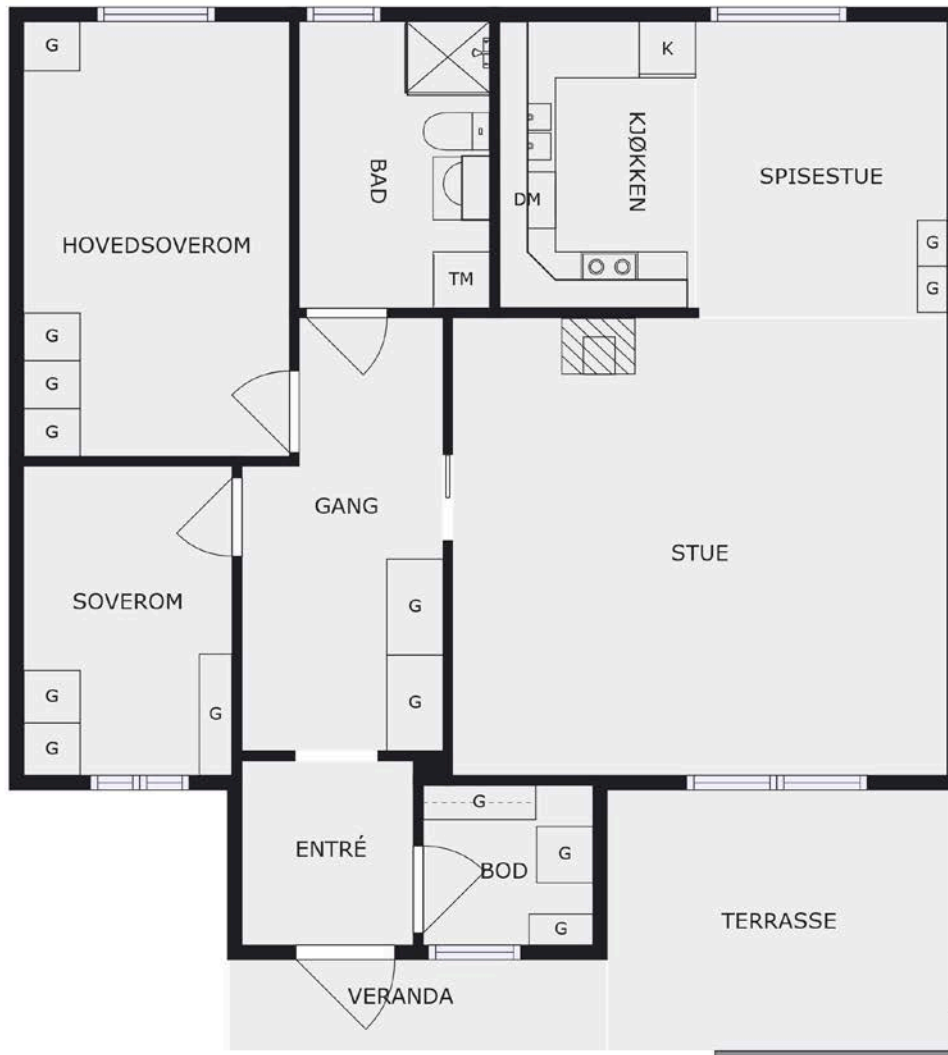 G
K
KJØKKEN
BAD
SPISESTUE
DM
HOVEDSOVEROM
G
TM
G
G
G
G
GANG
STUE
SOVEROM
G
G
G
G
G
G
ENTRÉ
G
BOD
G
TERRASSE
G
VERANDA